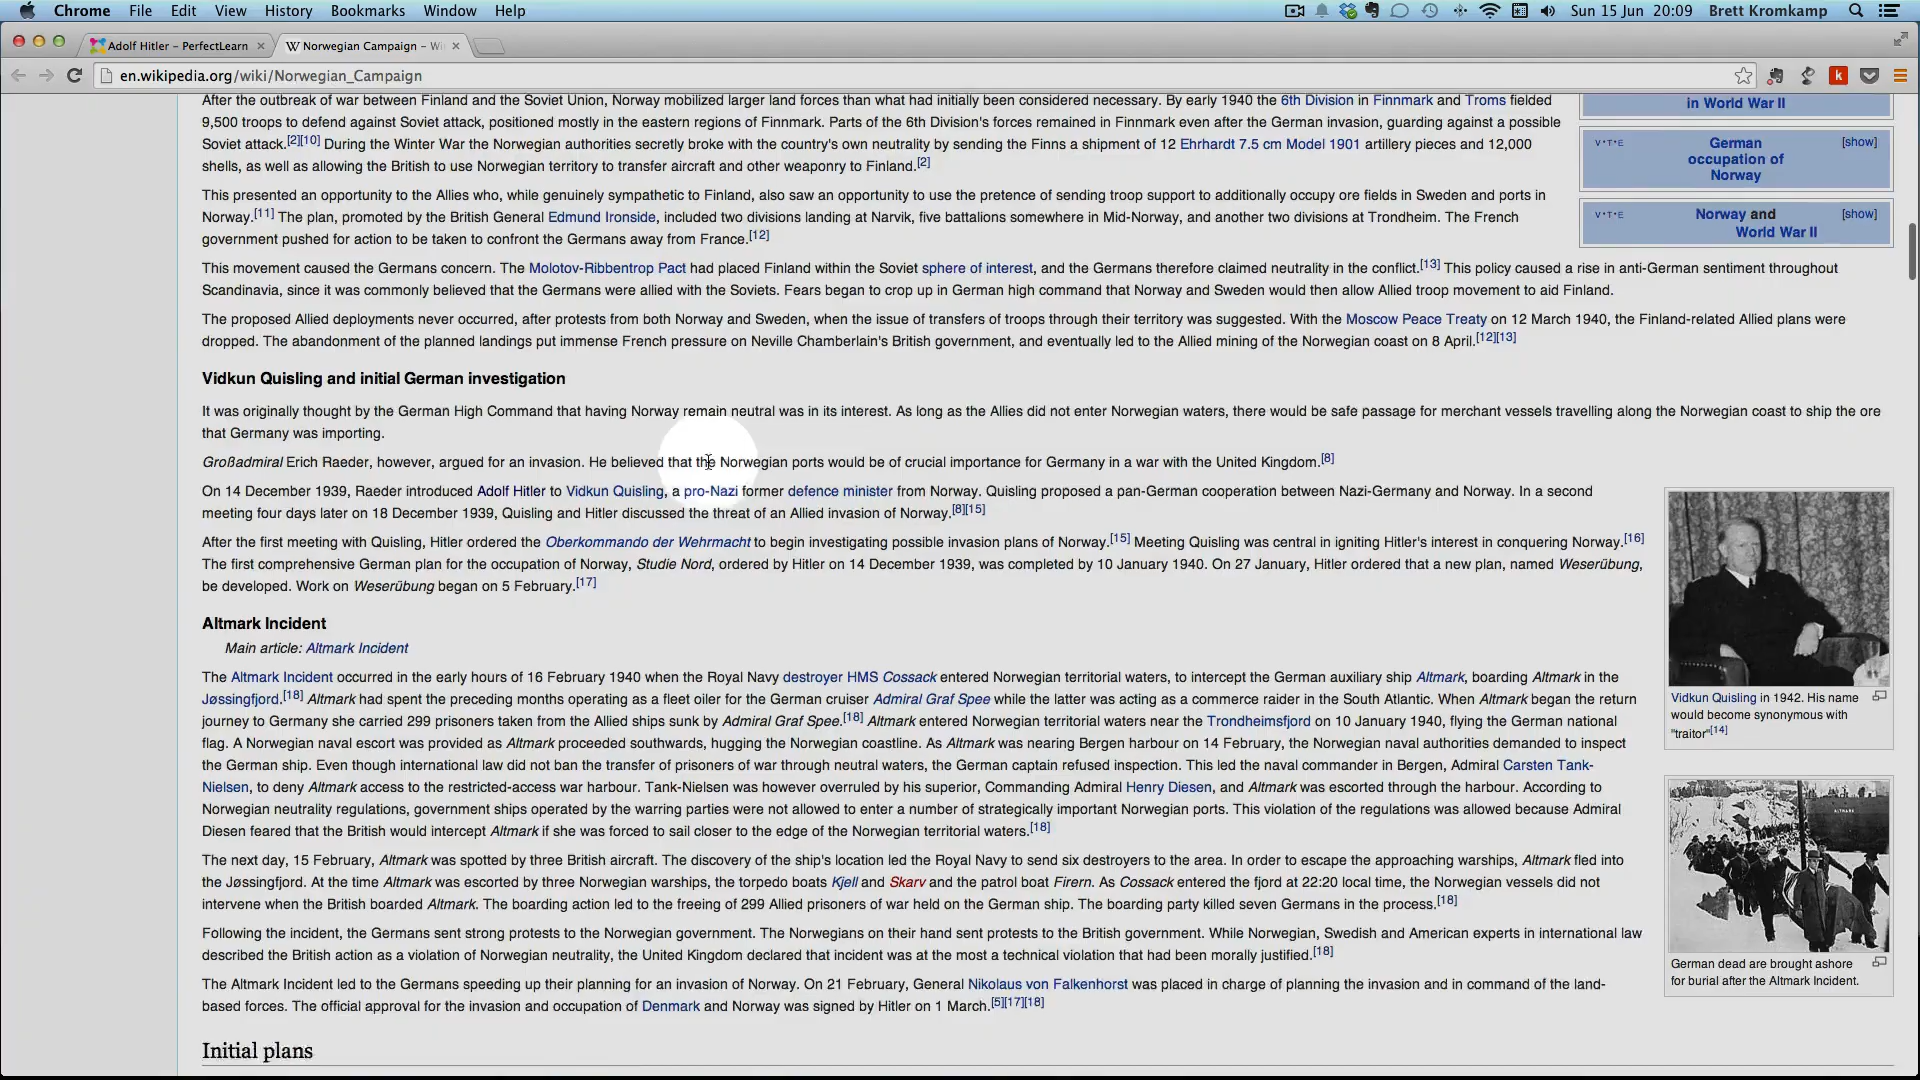 Chrome File Edit View History Bookmarks Window Help Sun 15 Jun 20:09 Brett Kromkamp
Adolf Hitler - PerfectLearn
Norwegian Campaign - Wi
en.wikipedia.org/wiki/Norwegian_Campaign
After the outbreak of war between Finland and the Soviet Union, Norway mobilized larger land forces than what had initially been considered necessary. By early 1940 the 6th Division in Finnmark and Troms fielded
9,500 troops to defend against Soviet attack, positioned mostly in the eastern regions of Finnmark. Parts of the 6th Division's forces remained in Finnmark even after the German invasion, guarding against a possible
Soviet attack.[2][10] During the Winter War the Norwegian authorities secretly broke with the country's own neutrality by sending the Finns a shipment of 12 Ehrhardt 7.5 cm Model 1901 artillery pieces and 12,000
shells, as well as allowing the British to use Norwegian territory to transfer aircraft and other weaponry to Finland.[2]
This presented an opportunity to the Allies who, while genuinely sympathetic to Finland, also saw an opportunity to use the pretence of sending troop support to additionally occupy ore fields in Sweden and ports in
Norway.[11] The plan, promoted by the British General Edmund Ironside, included two divisions landing at Narvik, five battalions somewhere in Mid-Norway, and another two divisions at Trondheim. The French
government pushed for action to be taken to confront the Germans away from France.[12]
in World War II
V·T·E German [show]
occupation of
Norway
V·T·E Norway and [show]
World War II
This movement caused the Germans concern. The Molotov-Ribbentrop Pact had placed Finland within the Soviet sphere of interest, and the Germans therefore claimed neutrality in the conflict.[13] This policy caused a rise in anti-German sentiment throughout
Scandinavia, since it was commonly believed that the Germans were allied with the Soviets. Fears began to crop up in German high command that Norway and Sweden would then allow Allied troop movement to aid Finland.
The proposed Allied deployments never occurred, after protests from both Norway and Sweden, when the issue of transfers of troops through their territory was suggested. With the Moscow Peace Treaty on 12 March 1940, the Finland-related Allied plans were
dropped. The abandonment of the planned landings put immense French pressure on Neville Chamberlain's British government, and eventually led to the Allied mining of the Norwegian coast on 8 April.[12][13]
Vidkun Quisling and initial German investigation
It was originally thought by the German High Command that having Norway remain neutral was in its interest. As long as the Allies did not enter Norwegian waters, there would be safe passage for merchant vessels travelling along the Norwegian coast to ship the ore
that Germany was importing.
Großadmiral Erich Raeder, however, argued for an invasion. He believed that the Norwegian ports would be of crucial importance for Germany in a war with the United Kingdom.[8]
On 14 December 1939, Raeder introduced Adolf Hitler to Vidkun Quisling, a pro-Nazi former defence minister from Norway. Quisling proposed a pan-German cooperation between Nazi-Germany and Norway. In a second
meeting four days later on 18 December 1939, Quisling and Hitler discussed the threat of an Allied invasion of Norway.[8][15]
After the first meeting with Quisling, Hitler ordered the Oberkommando der Wehrmacht to begin investigating possible invasion plans of Norway.[15] Meeting Quisling was central in igniting Hitler's interest in conquering Norway.[16]
The first comprehensive German plan for the occupation of Norway, Studie Nord, ordered by Hitler on 14 December 1939, was completed by 10 January 1940. On 27 January, Hitler ordered that a new plan, named Weserübung,
be developed. Work on Weserübung began on 5 February.[17]
Altmark Incident
Main article: Altmark Incident
The Altmark Incident occurred in the early hours of 16 February 1940 when the Royal Navy destroyer HMS Cossack entered Norwegian territorial waters, to intercept the German auxiliary ship Altmark, boarding Altmark in the
Jøssingfjord.[18] Altmark had spent the preceding months operating as a fleet oiler for the German cruiser Admiral Graf Spee while the latter was acting as a commerce raider in the South Atlantic. When Altmark began the return
journey to Germany she carried 299 prisoners taken from the Allied ships sunk by Admiral Graf Spee.[18] Altmark entered Norwegian territorial waters near the Trondheimsfjord on 10 January 1940, flying the German national
flag. A Norwegian naval escort was provided as Altmark proceeded southwards, hugging the Norwegian coastline. As Altmark was nearing Bergen harbour on 14 February, the Norwegian naval authorities demanded to inspect
the German ship. Even though international law did not ban the transfer of prisoners of war through neutral waters, the German captain refused inspection. This led the naval commander in Bergen, Admiral Carsten Tank-
Nielsen, to deny Altmark access to the restricted-access war harbour. Tank-Nielsen was however overruled by his superior, Commanding Admiral Henry Diesen, and Altmark was escorted through the harbour. According to
Norwegian neutrality regulations, government ships operated by the warring parties were not allowed to enter a number of strategically important Norwegian ports. This violation of the regulations was allowed because Admiral
Diesen feared that the British would intercept Altmark if she was forced to sail closer to the edge of the Norwegian territorial waters.[18]
The next day, 15 February, Altmark was spotted by three British aircraft. The discovery of the ship's location led the Royal Navy to send six destroyers to the area. In order to escape the approaching warships, Altmark fled into
the Jøssingfjord. At the time Altmark was escorted by three Norwegian warships, the torpedo boats Kjell and Skarv and the patrol boat Firern. As Cossack entered the fjord at 22:20 local time, the Norwegian vessels did not
intervene when the British boarded Altmark. The boarding action led to the freeing of 299 Allied prisoners of war held on the German ship. The boarding party killed seven Germans in the process.[18]
Following the incident, the Germans sent strong protests to the Norwegian government. The Norwegians on their hand sent protests to the British government. While Norwegian, Swedish and American experts in international law
described the British action as a violation of Norwegian neutrality, the United Kingdom declared that incident was at the most a technical violation that had been morally justified.[18]
The Altmark Incident led to the Germans speeding up their planning for an invasion of Norway. On 21 February, General Nikolaus von Falkenhorst was placed in charge of planning the invasion and in command of the land-
based forces. The official approval for the invasion and occupation of Denmark and Norway was signed by Hitler on 1 March.[5][17][18]
Vidkun Quisling in 1942. His name
would become synonymous with
"traitor"[14]
ALTMARK
German dead are brought ashore
for burial after the Altmark Incident.
Initial plans